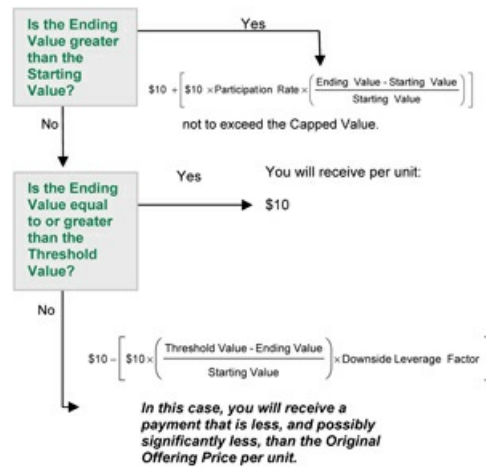 Is the Ending
Value greater
than the
Starting
Value?
Yes
$10 + [ $10 × Participation Rate × ( Ending Value - Starting Value
Starting Value ) ]
not to exceed the Capped Value.
No
Is the Ending
Value equal
to or greater
than the
Threshold
Value?
Yes
You will receive per unit:
$10
No
$10 - [ $10 × ( Threshold Value - Ending Value
Starting Value ) × Downside Leverage Factor ]
In this case, you will receive a
payment that is less, and possibly
significantly less, than the Original
Offering Price per unit.